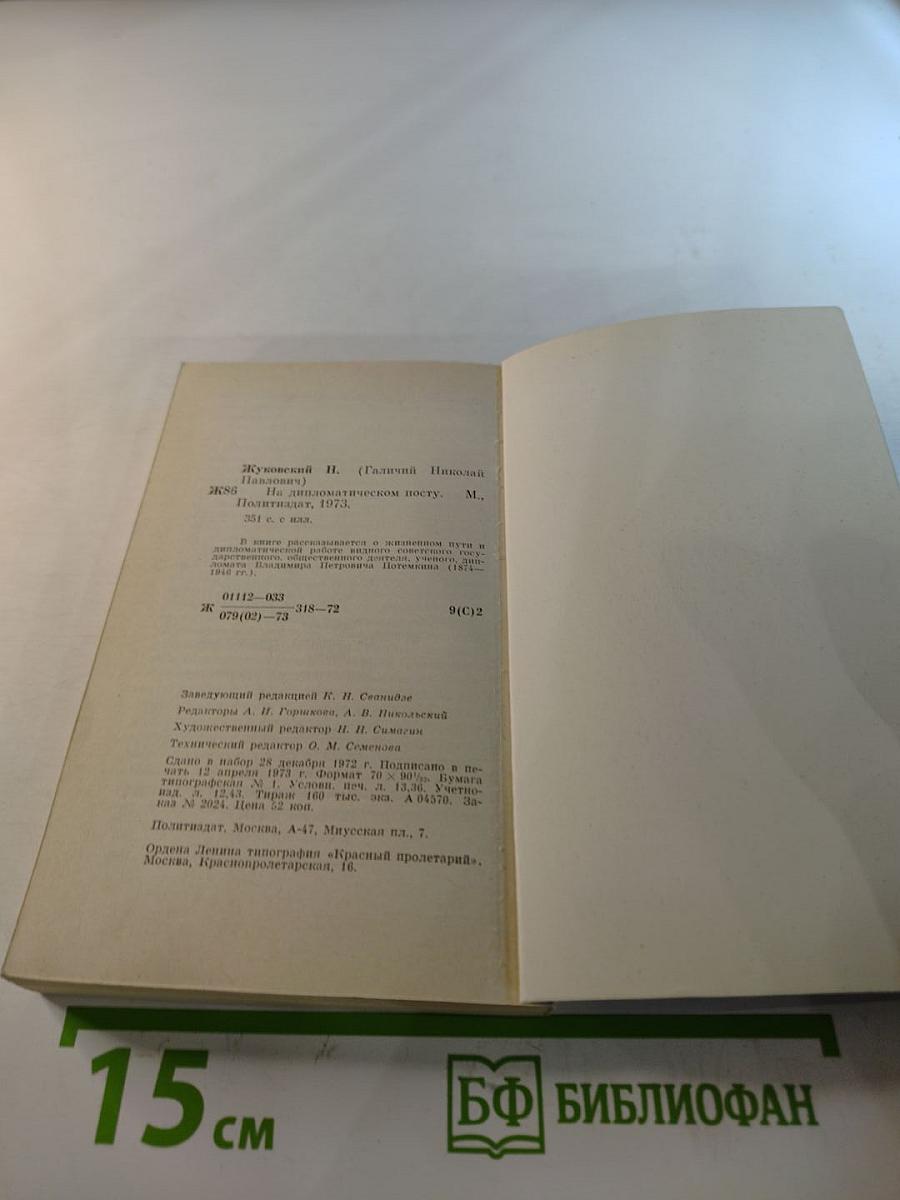 Жуковский Н. (Галичий Николай
Павлович)
Ж86 На дипломатическом посту. М.,
Политиздат, 1973.
351 с. с илл.
В книге рассказывается о жизненном пути и
дипломатической работе видного советского госу-
дарственного, общественного деятеля, ученого, дип-
ломата Владимира Петровича Потемкина (1874—
1946 гг.).
01112—033
Ж 318—72 9(С)2
079(02)—73
Заведующий редакцией К. Н. Сванидзе
Редакторы А. И. Горшкова, А. В. Никольский
Художественный редактор Н. Н. Симагин
Технический редактор О. М. Семенова
Сдано в набор 28 декабря 1972 г. Подписано в пе-
чать 12 апреля 1973 г. Формат 70 × 90¹/₃₂. Бумага
типографская № 1. Условн. печ. л. 13,36. Учетно-
изд. л. 12,43. Тираж 160 тыс. экз. А 04570. За-
каз № 2024. Цена 52 коп.
Политиздат, Москва, А-47, Миусская пл., 7.
Ордена Ленина типография «Красный пролетарий».
Москва, Краснопролетарская, 16.
15 см
БФ БИБЛИОФАН